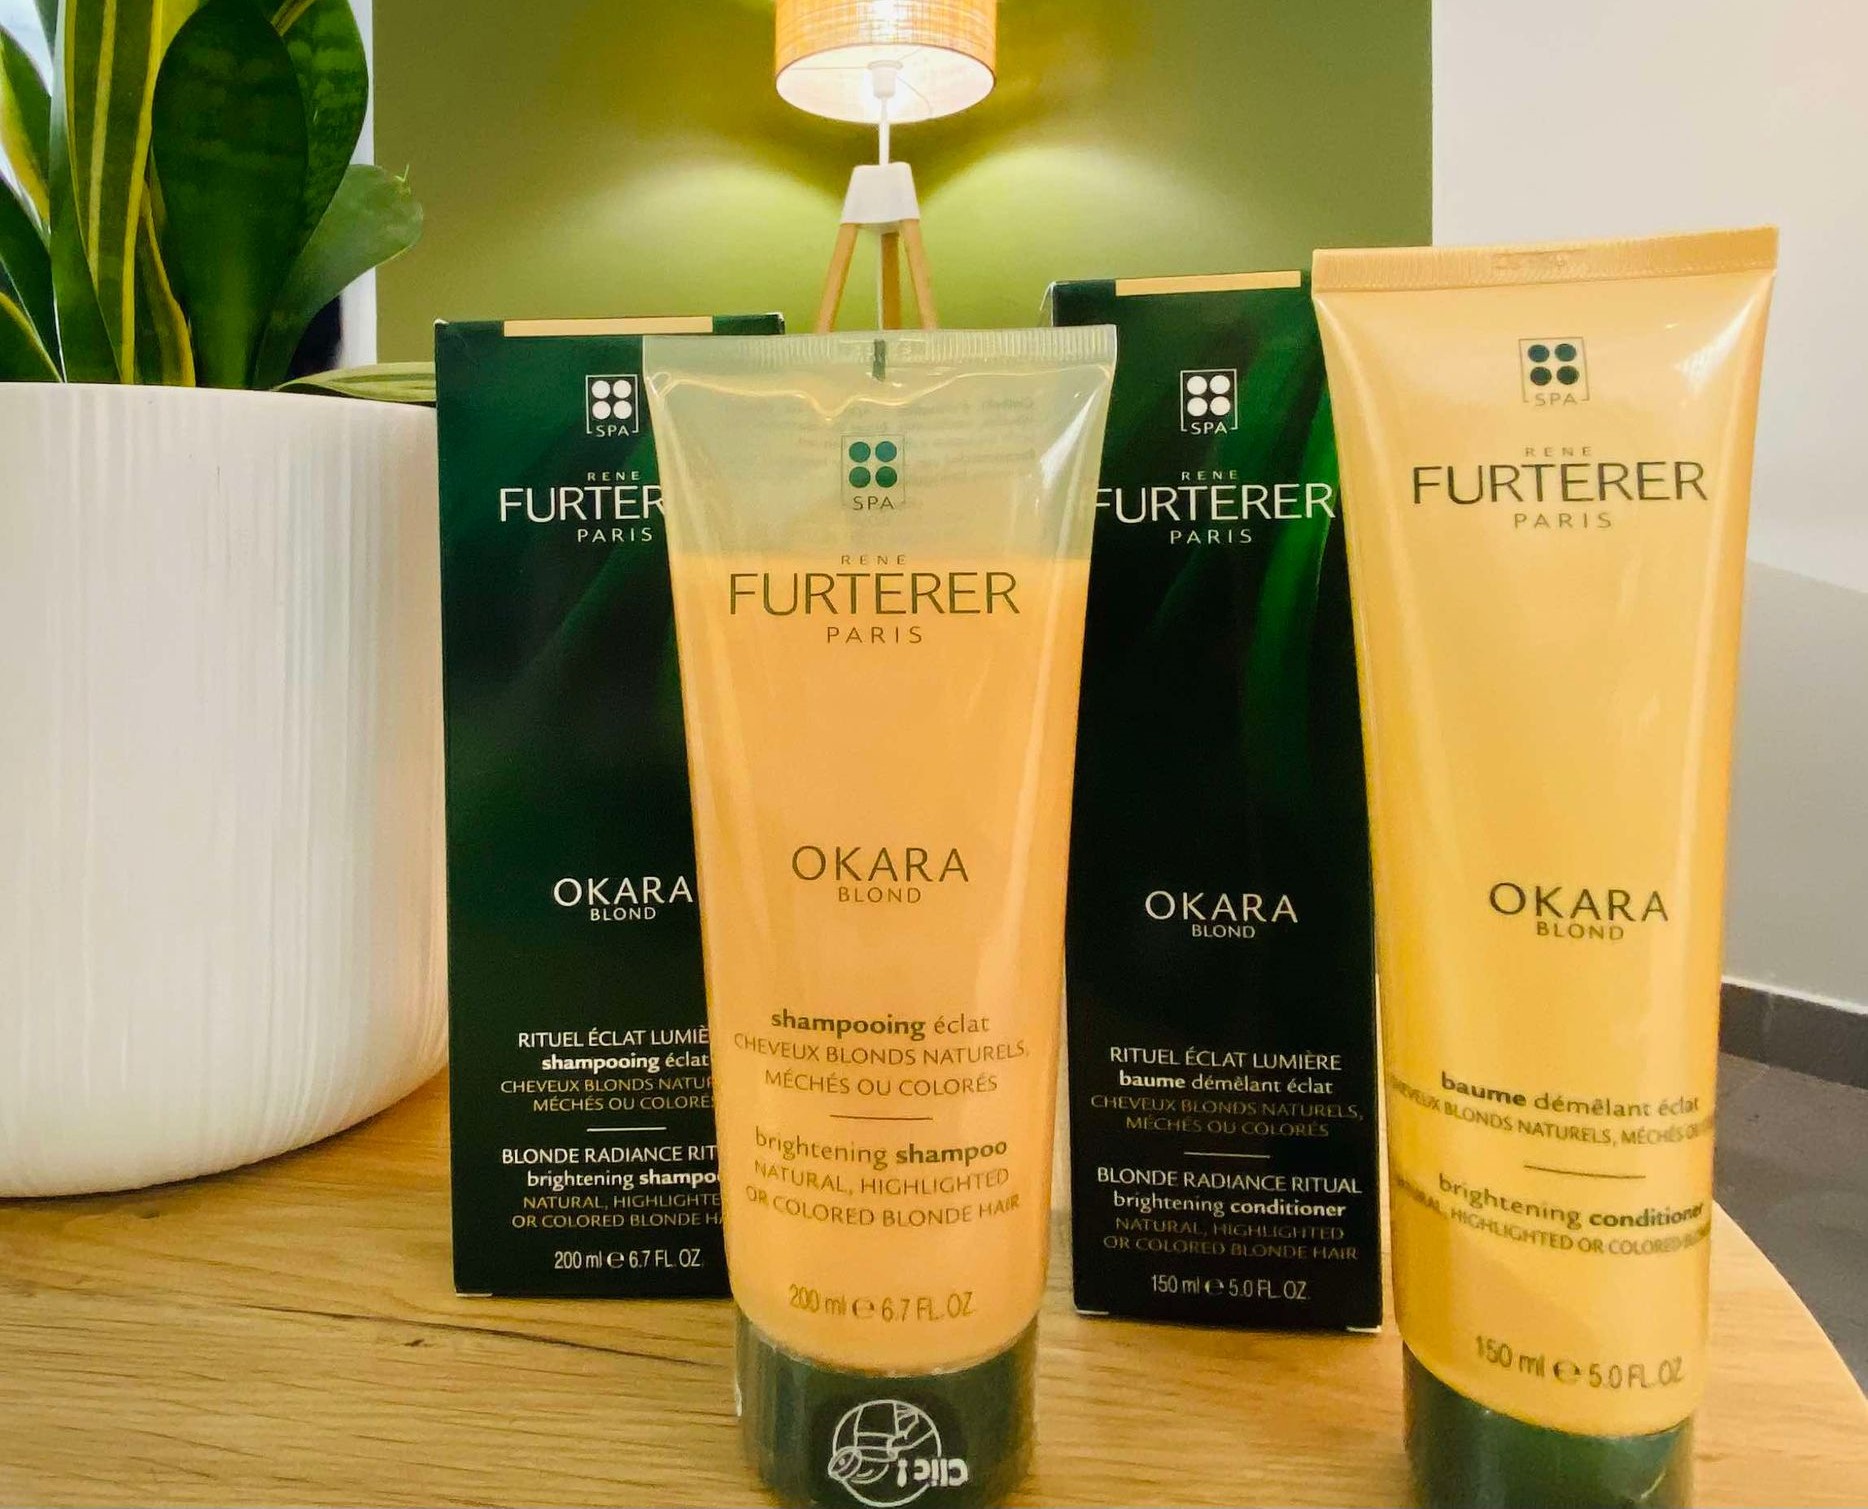 SPA
RENE
FURTER
PARIS
OKARA
BLOND
RITUEL ÉCLAT LUMIÈ
shampooing éclat
CHEVEUX BLONDS NATUR
MÉCHÉS OU COLORÉS
BLONDE RADIANCE RIT
brightening shampo
NATURAL, HIGHLIGHTE
OR COLORED BLONDE HA
200 ml e 6.7 FL. OZ.
SPA
RENE
FURTERER
PARIS
OKARA
BLOND
shampooing éclat
CHEVEUX BLONDS NATURELS,
MÉCHÉS OU COLORÉS
brightening shampoo
NATURAL, HIGHLIGHTED
OR COLORED BLONDE HAIR
200 ml e 6.7 FL. OZ.
clic !
SPA
RENE
FURTERER
PARIS
OKARA
BLOND
RITUEL ÉCLAT LUMIÈRE
baume démêlant éclat
CHEVEUX BLONDS NATURELS,
MÉCHÉS OU COLORÉS
BLONDE RADIANCE RITUAL
brightening conditioner
NATURAL, HIGHLIGHTED
OR COLORED BLONDE HAIR
150 ml e 5.0 FL. OZ.
SPA
RENE
FURTERER
PARIS
OKARA
BLOND
baume démêlant éclat
CHEVEUX BLONDS NATURELS, MÉCHÉS OU
brightening conditioner
NATURAL, HIGHLIGHTED OR COLORED
150 ml e 5.0 FL. OZ.